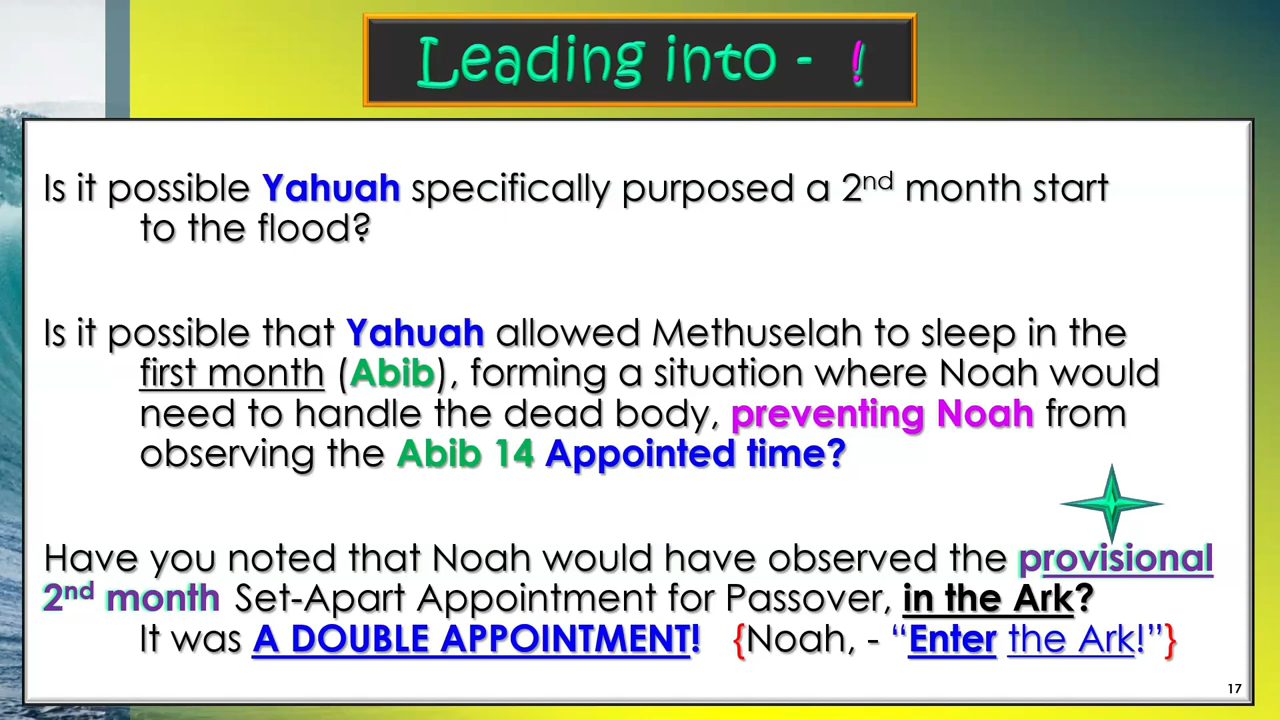 Leading into - !
Is it possible Yahuah specifically purposed a 2nd month start
to the flood?
Is it possible that Yahuah allowed Methuselah to sleep in the
first month (Abib), forming a situation where Noah would
need to handle the dead body, preventing Noah from
observing the Abib 14 Appointed time?
Have you noted that Noah would have observed the provisional
2nd month Set-Apart Appointment for Passover, in the Ark?
It was A DOUBLE APPOINTMENT! {Noah, - “Enter the Ark!”}
17